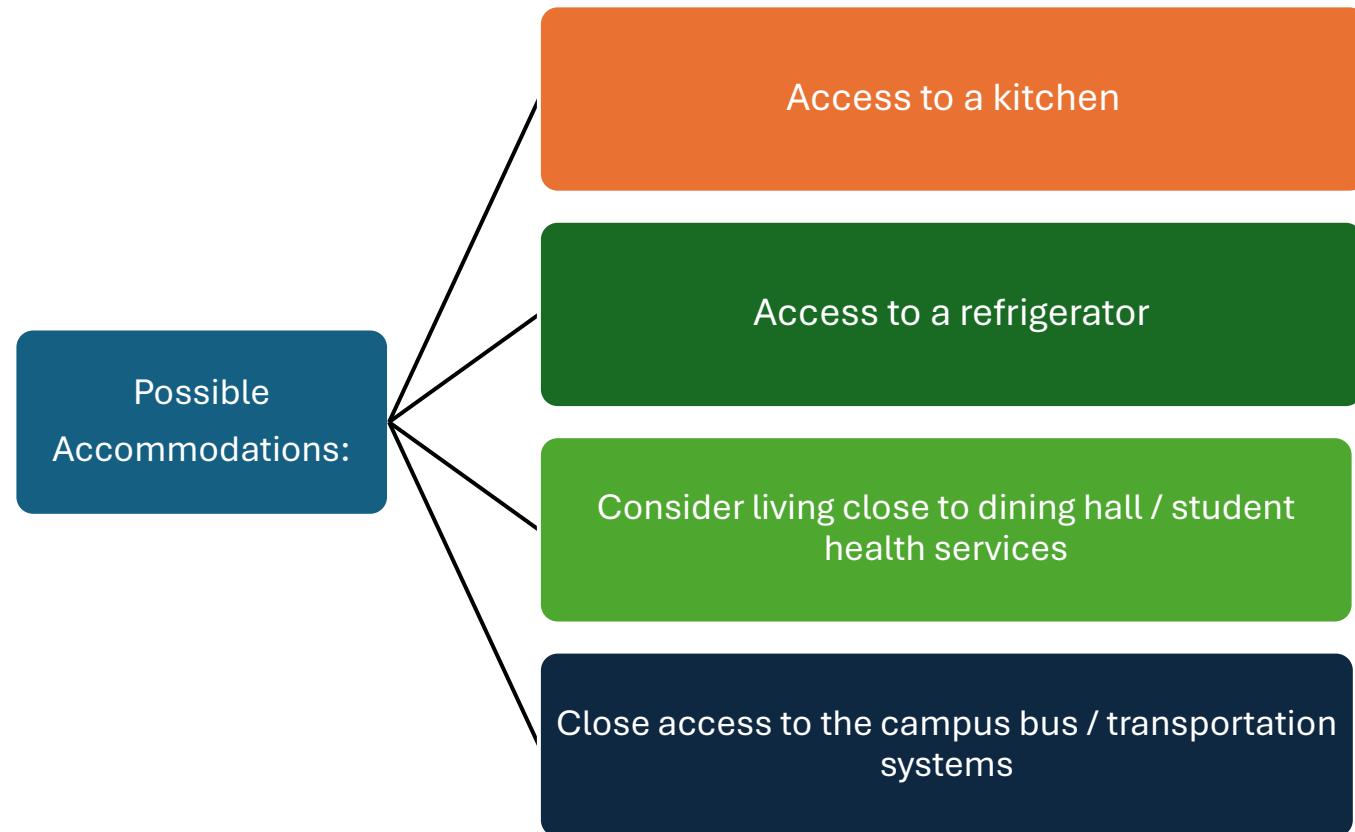 Possible
Accommodations:
Access to a kitchen
Access to a refrigerator
Consider living close to dining hall / student
health services
Close access to the campus bus / transportation
systems